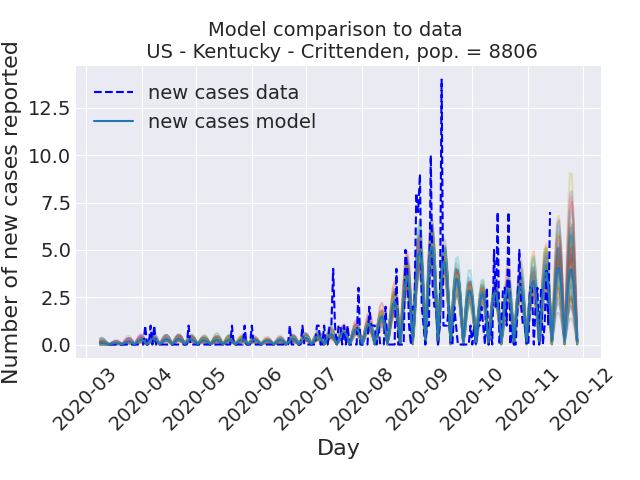 Model comparison to data
US - Kentucky - Crittenden, pop. = 8806
Number of new cases reported
12.5
10.0
7.5
5.0
2.5
0.0
new cases data
new cases model
2020-03
2020-04
2020-05
2020-06
2020-07
2020-08
2020-09
2020-10
2020-11
2020-12
Day